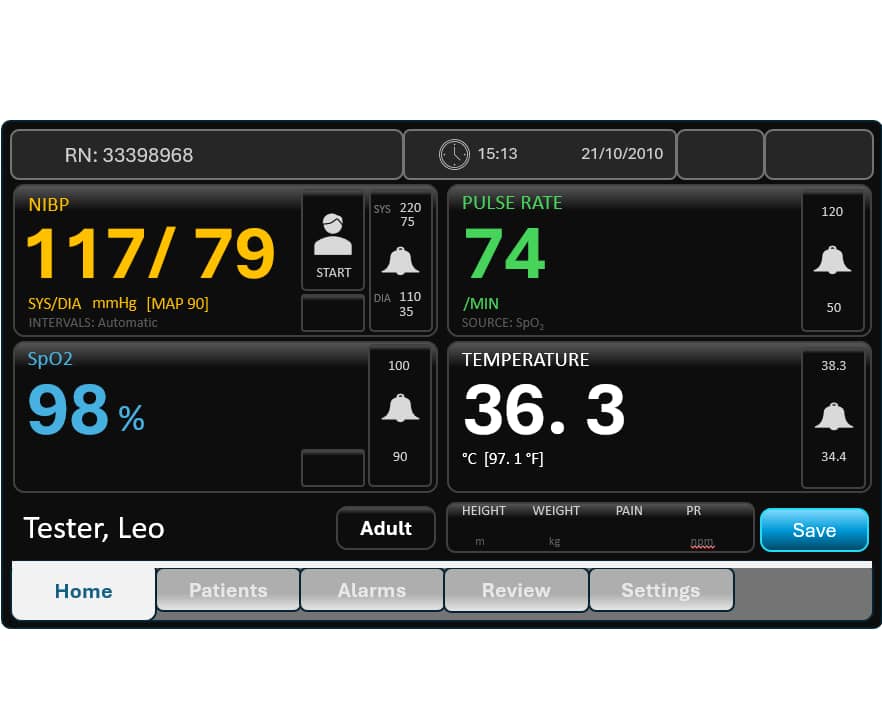 RN: 33398968
15:13 21/10/2010
NIBP
117/ 79
SYS/DIA mmHg [MAP 90]
INTERVALS: Automatic
START
SYS 220
75
DIA 110
35
PULSE RATE
74
/MIN
SOURCE: SpO₂
120
50
SpO2
98 %
100
90
TEMPERATURE
36. 3
°C [97. 1 °F]
38.3
34.4
Tester, Leo
Adult
HEIGHT WEIGHT PAIN PR
m kg npm
Save
Home Patients Alarms Review Settings